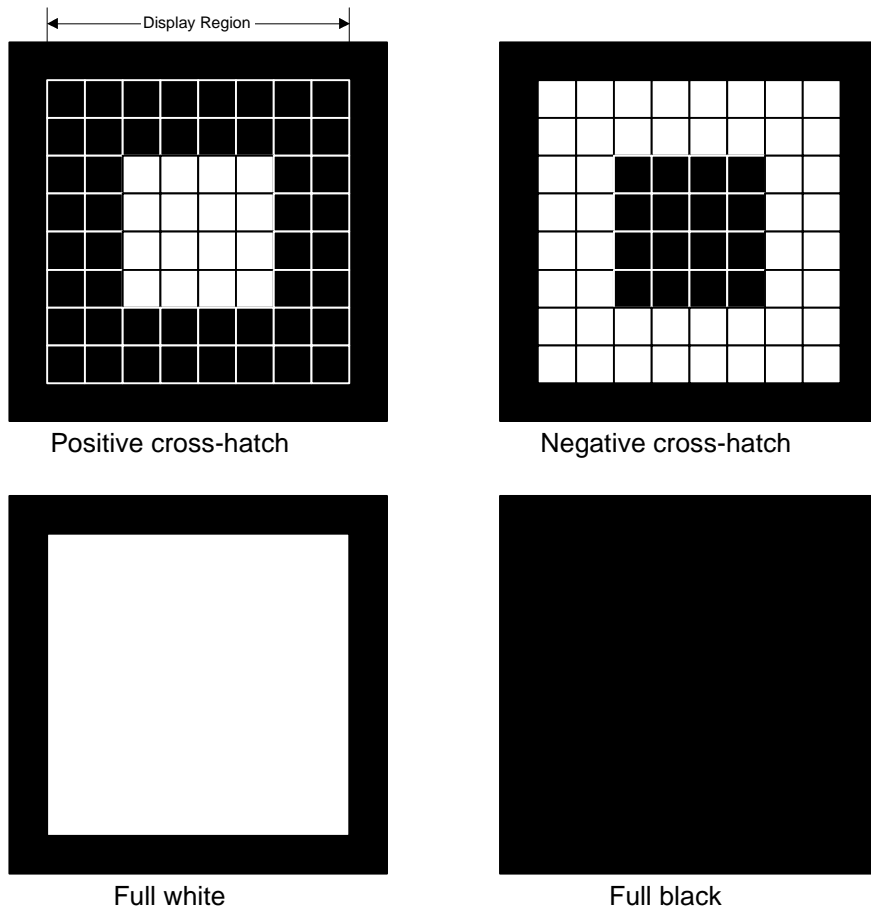 Display Region
Positive cross-hatch
Negative cross-hatch
Full white
Full black